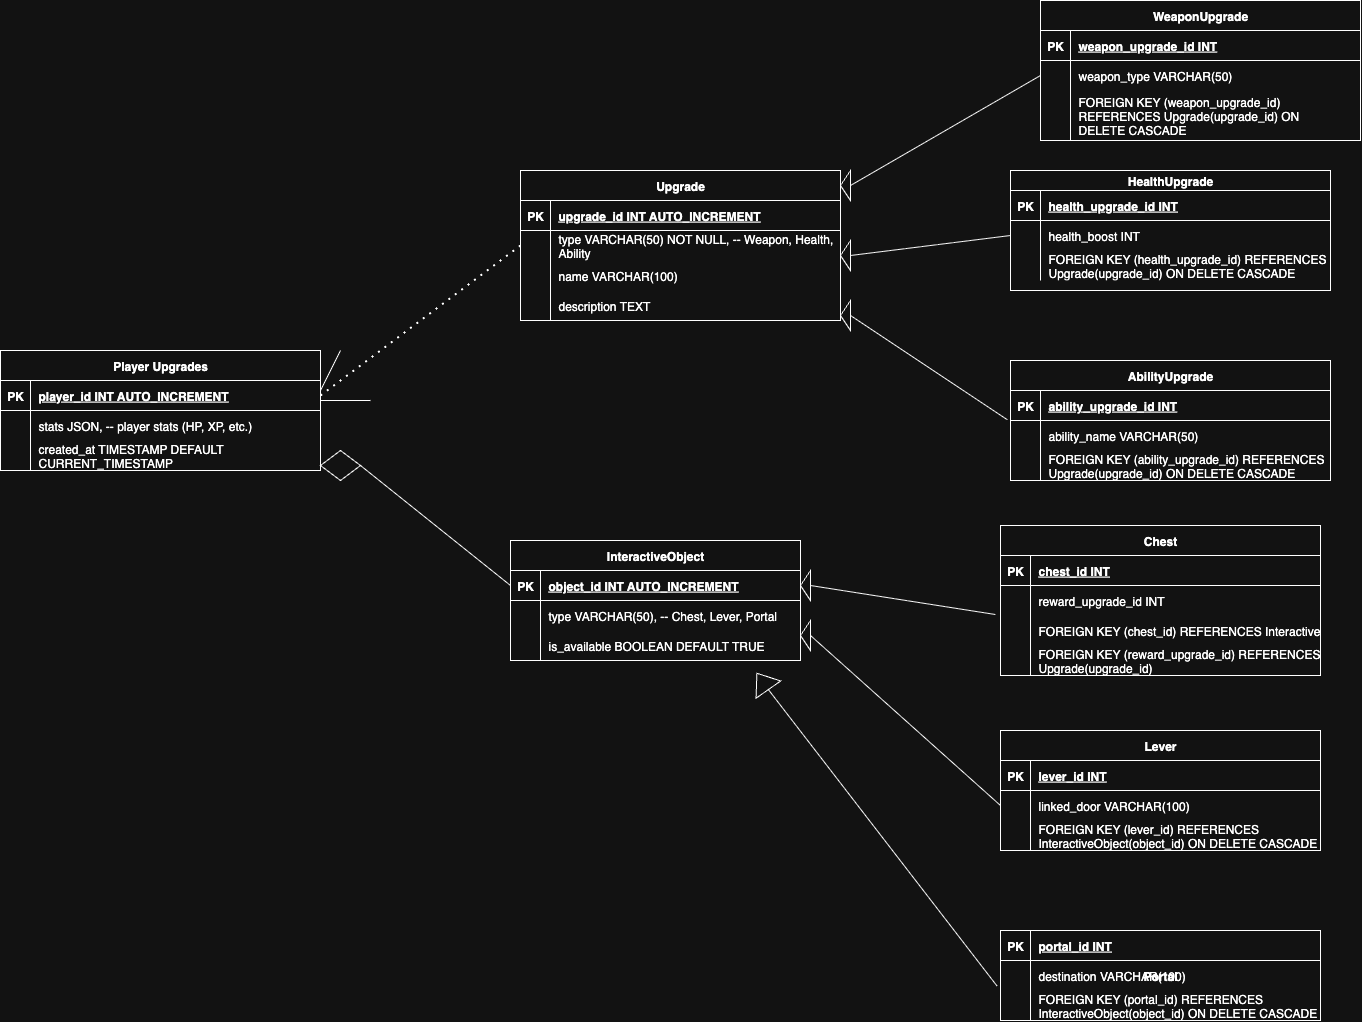 WeaponUpgrade
PK
weapon_upgrade_id INT
weapon_type VARCHAR(50)
FOREIGN KEY (weapon_upgrade_id)
REFERENCES Upgrade(upgrade_id) ON
DELETE CASCADE
Upgrade
PK
upgrade_id INT AUTO_INCREMENT
type VARCHAR(50) NOT NULL, -- Weapon, Health,
Ability
name VARCHAR(100)
description TEXT
HealthUpgrade
PK
health_upgrade_id INT
health_boost INT
FOREIGN KEY (health_upgrade_id) REFERENCES
Upgrade(upgrade_id) ON DELETE CASCADE
Player Upgrades
PK
player_id INT AUTO_INCREMENT
stats JSON, -- player stats (HP, XP, etc.)
created_at TIMESTAMP DEFAULT
CURRENT_TIMESTAMP
AbilityUpgrade
PK
ability_upgrade_id INT
ability_name VARCHAR(50)
FOREIGN KEY (ability_upgrade_id) REFERENCES
Upgrade(upgrade_id) ON DELETE CASCADE
InteractiveObject
PK
object_id INT AUTO_INCREMENT
type VARCHAR(50), -- Chest, Lever, Portal
is_available BOOLEAN DEFAULT TRUE
Chest
PK
chest_id INT
reward_upgrade_id INT
FOREIGN KEY (chest_id) REFERENCES Interactive
FOREIGN KEY (reward_upgrade_id) REFERENCES
Upgrade(upgrade_id)
Lever
PK
lever_id INT
linked_door VARCHAR(100)
FOREIGN KEY (lever_id) REFERENCES
InteractiveObject(object_id) ON DELETE CASCADE
PK
portal_id INT
destination VARCHAR(100)
Portal
FOREIGN KEY (portal_id) REFERENCES
InteractiveObject(object_id) ON DELETE CASCADE